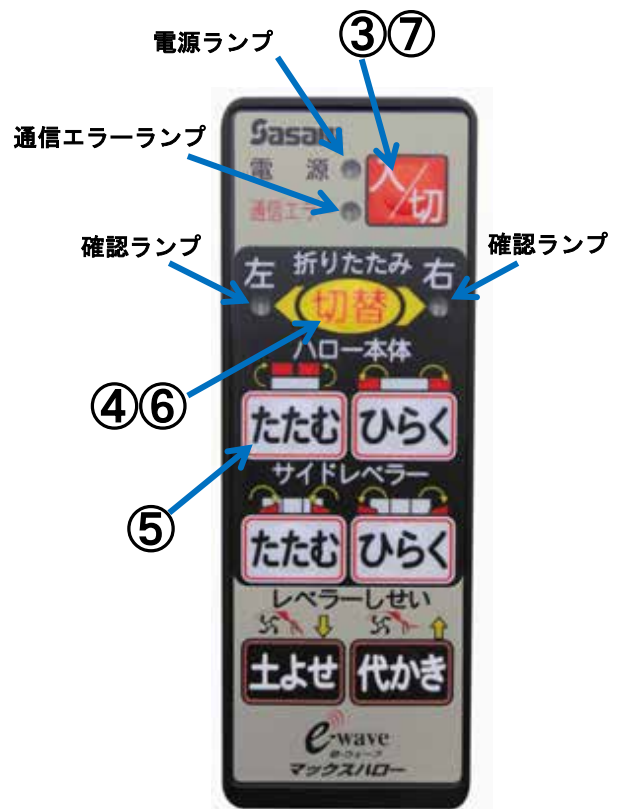 電源ランプ
③⑦
通信エラーランプ
Sasaki
電 源
入/切
通信エラー
確認ランプ
確認ランプ
左 折りたたみ 右
切替
ハロー本体
④⑥
たたむ ひらく
サイドレベラー
⑤
たたむ ひらく
レベラーしせい
土よせ 代かき
e-wave
e-ウェーブ
マックスハロー